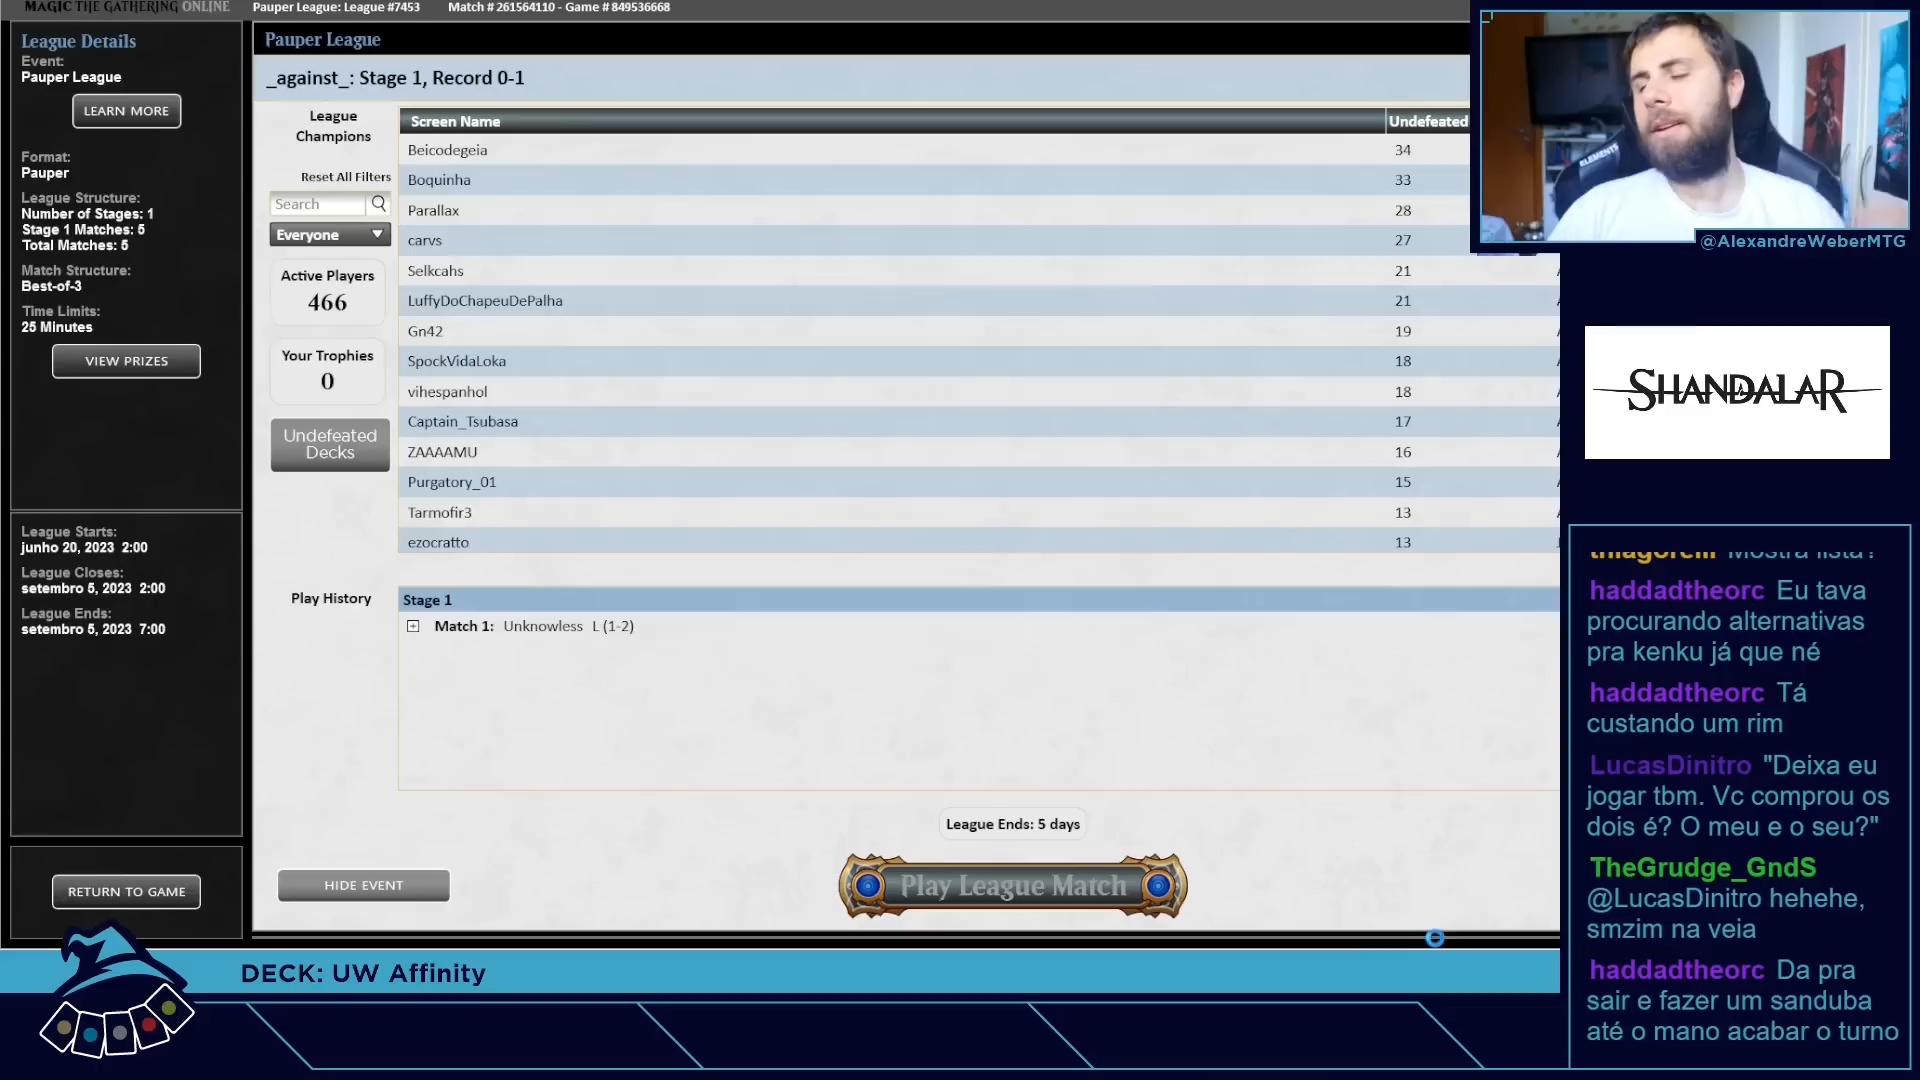 MAGIC THE GATHERING ONLINE
Pauper League: League #7453 Match # 261564110 - Game # 849536668
League Details
Event:
Pauper League
LEARN MORE
Format:
Pauper
League Structure:
Number of Stages: 1
Stage 1 Matches: 5
Total Matches: 5
Match Structure:
Best-of-3
Time Limits:
25 Minutes
VIEW PRIZES
League Starts:
junho 20, 2023 2:00
League Closes:
setembro 5, 2023 2:00
League Ends:
setembro 5, 2023 7:00
RETURN TO GAME
Pauper League
_against_: Stage 1, Record 0-1
League
Champions
Reset All Filters
Search
Everyone
Active Players
466
Your Trophies
0
Undefeated
Decks
Screen Name Undefeated
Beicodegeia 34
Boquinha 33
Parallax 28
carvs 27
Selkcahs 21
LuffyDoChapeuDePalha 21
Gn42 19
SpockVidaLoka 18
vihespanhol 18
Captain_Tsubasa 17
ZAAAAMU 16
Purgatory_01 15
Tarmofir3 13
ezocratto 13
Play History
Stage 1
Match 1: Unknowless L (1-2)
League Ends: 5 days
HIDE EVENT
Play League Match
DECK: UW Affinity
ELEMENTS
@AlexandreWeberMTG
SHANDALAR
Mostra lista?
haddadtheorc Eu tava
procurando alternativas
pra kenku já que né
haddadtheorc Tá
custando um rim
LucasDinitro "Deixa eu
jogar tbm. Vc comprou os
dois é? O meu e o seu?"
TheGrudge_GndS
@LucasDinitro hehehe,
smzim na veia
haddadtheorc Da pra
sair e fazer um sanduba
até o mano acabar o turno